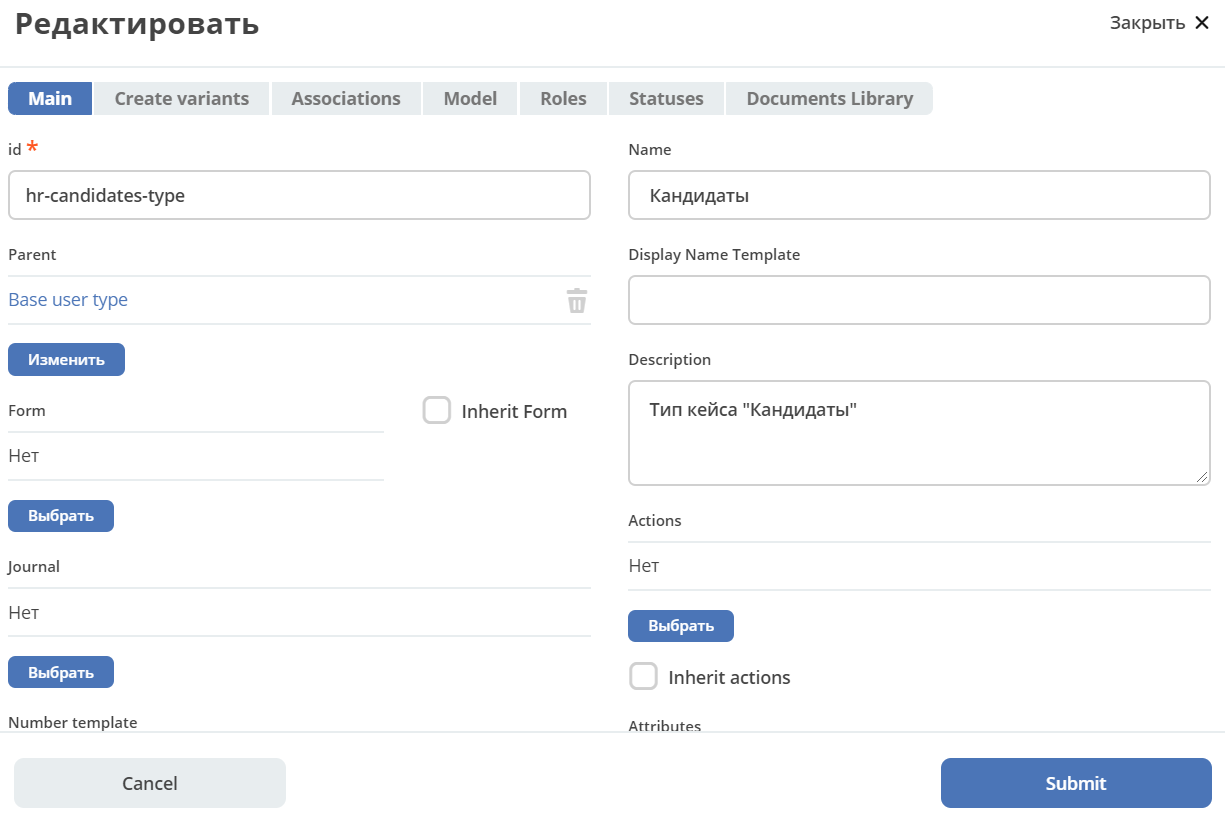 Редактировать
Закрыть
Main Create variants Associations Model Roles Statuses Documents Library
id *
hr-candidates-type
Name
Кандидаты
Parent
Base user type
Изменить
Display Name Template
Form
Inherit Form
Нет
Выбрать
Description
Тип кейса "Кандидаты"
Journal
Нет
Выбрать
Actions
Нет
Выбрать
Inherit actions
Number template
Attributes
Cancel
Submit